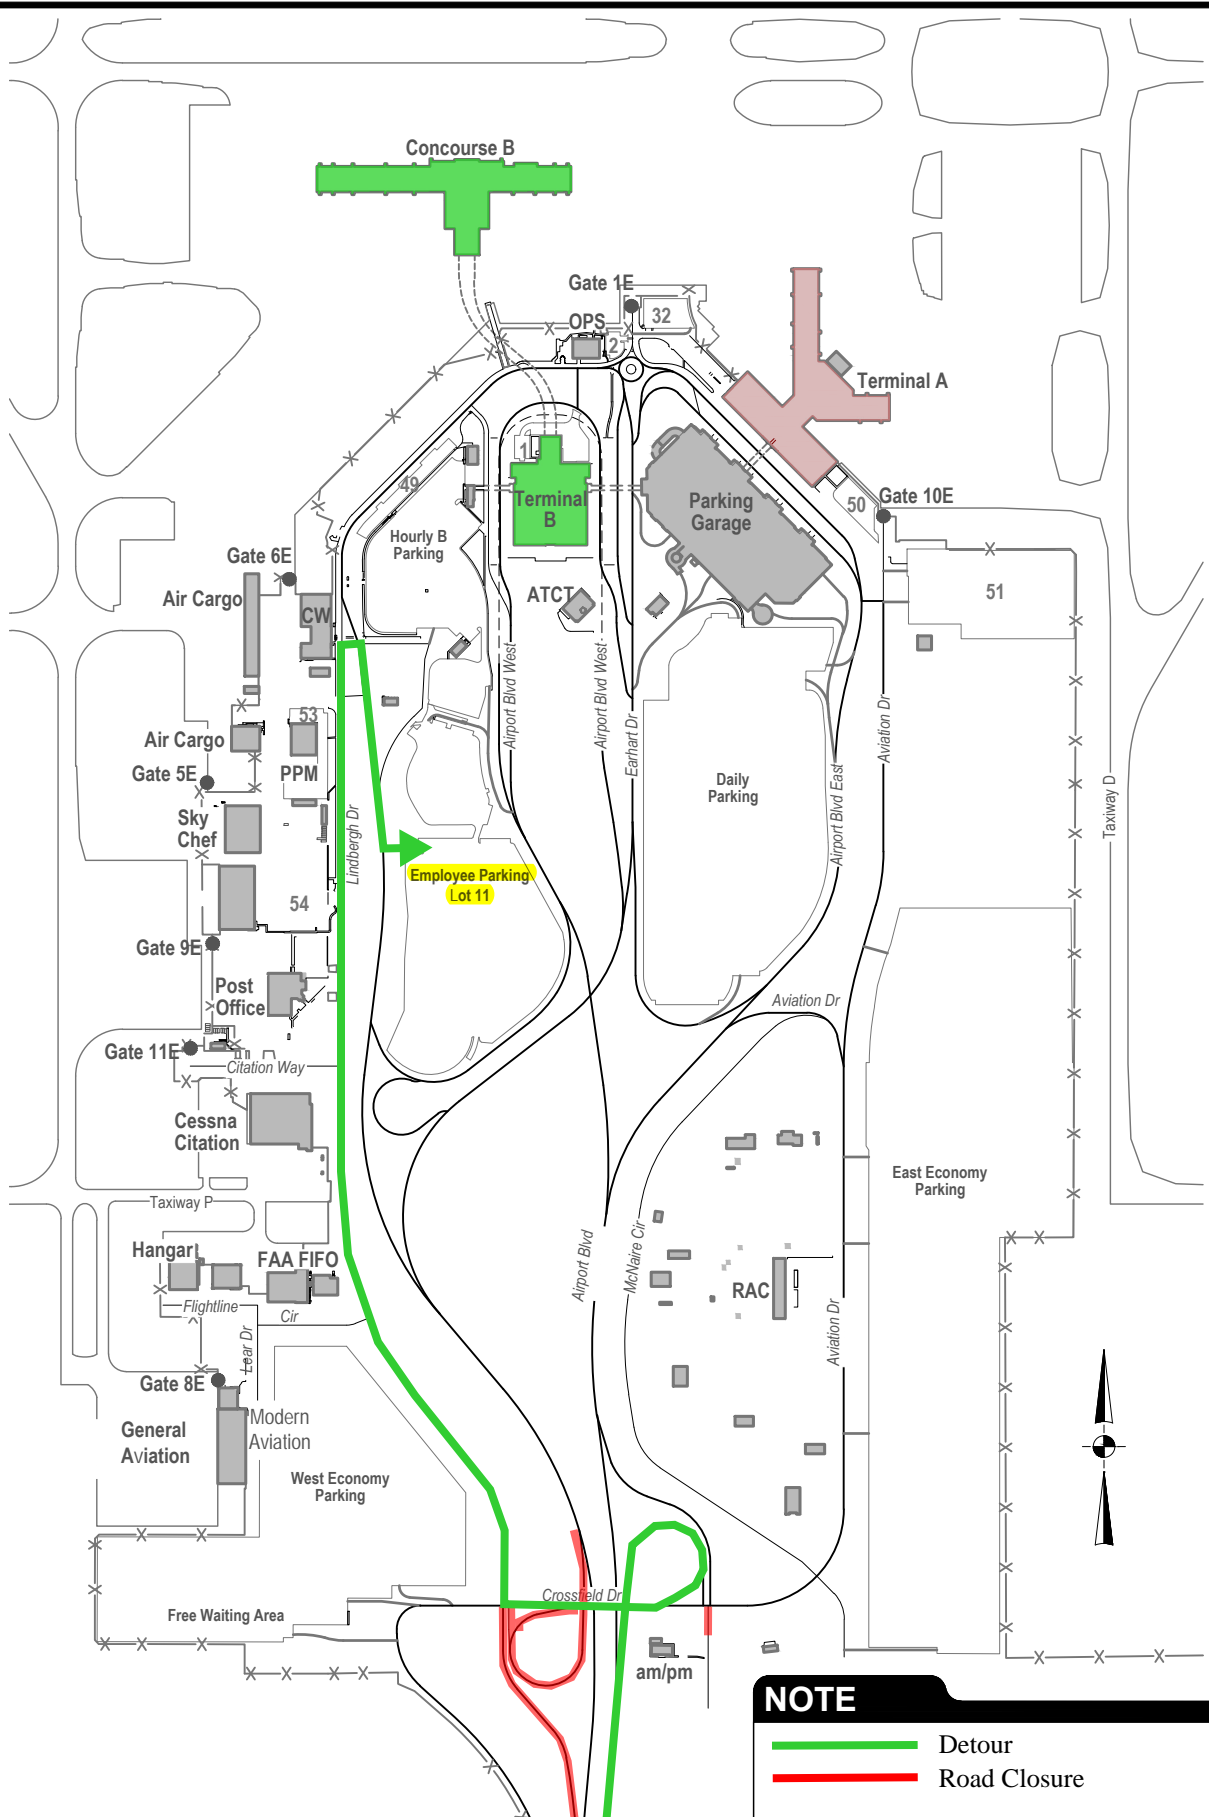 Concourse B
Gate 1E
32
OPS
2
Terminal A
1
49
Terminal
B
Parking
Garage
50
Gate 10E
Hourly B
Parking
Gate 6E
Air Cargo
CW
ATCT
51
Airport Blvd West
Airport Blvd West
Earhart Dr
Aviation Dr
53
Air Cargo
Gate 5E
PPM
Daily
Parking
Taxiway D
Sky
Chef
Lindbergh Dr
Airport Blvd East
Employee Parking
Lot 11
54
Gate 9E
Post
Office
Aviation Dr
Gate 11E
Citation Way
Cessna
Citation
East Economy
Parking
Taxiway P
Hangar
FAA FIFO
Airport Blvd
McNaire Cir
RAC
Flightline
Cir
Lear Dr
Aviation Dr
Gate 8E
General
Aviation
Modern
Aviation
West Economy
Parking
Crossfield Dr
Free Waiting Area
am/pm
NOTE
Detour
Road Closure